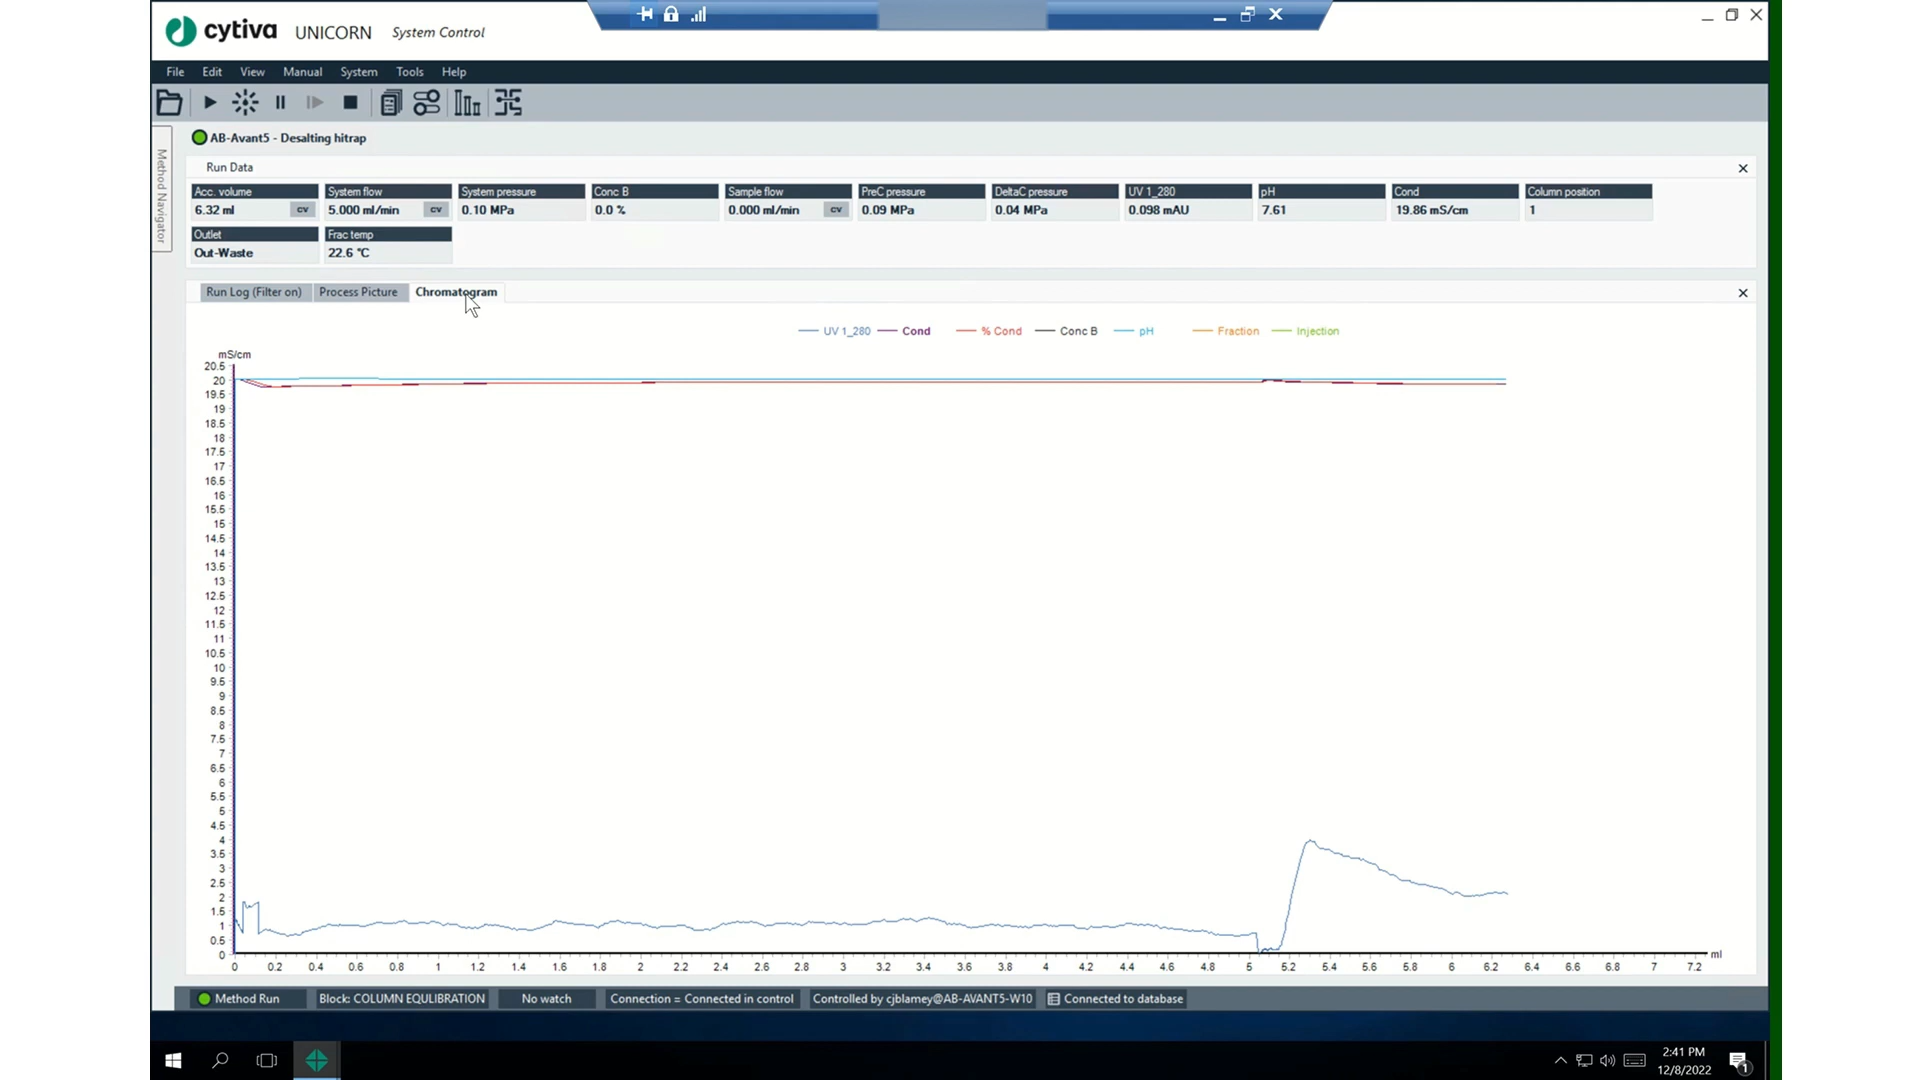 cytiva UNICORN System Control
File Edit View Manual System Tools Help
Method Navigator
AB-Avant5 - Desalting hitrap
Run Data
Acc. volume System flow System pressure Conc B Sample flow PreC pressure DeltaC pressure UV 1_280 pH Cond Column position
6.32 ml CV 5.000 ml/min CV 0.10 MPa 0.0 % 0.000 ml/min CV 0.09 MPa 0.04 MPa 0.098 mAU 7.61 19.86 mS/cm 1
Outlet Frac temp
Out-Waste 22.6 °C
Run Log (Filter on) Process Picture Chromatogram
UV 1_280 Cond % Cond Conc B pH Fraction Injection
mS/cm
20.5
20
19.5
19
18.5
18
17.5
17
16.5
16
15.5
15
14.5
14
13.5
13
12.5
12
11.5
11
10.5
10
9.5
9
8.5
8
7.5
7
6.5
6
5.5
5
4.5
4
3.5
3
2.5
2
1.5
1
0.5
0
ml
0 0.2 0.4 0.6 0.8 1 1.2 1.4 1.6 1.8 2 2.2 2.4 2.6 2.8 3 3.2 3.4 3.6 3.8 4 4.2 4.4 4.6 4.8 5 5.2 5.4 5.6 5.8 6 6.2 6.4 6.6 6.8 7 7.2
Method Run Block: COLUMN EQULIBRATION No watch Connection = Connected in control Controlled by cjblamey@AB-AVANT5-W10 Connected to database
2:41 PM
12/8/2022
1